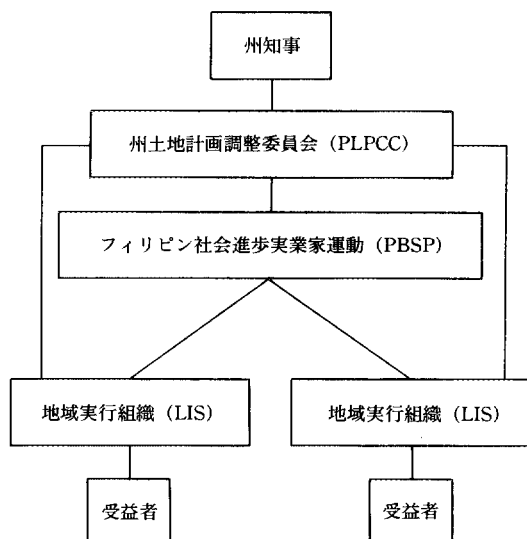 州知事
州土地計画調整委員会（PLPCC）
フィリピン社会進歩実業家運動（PBSP）
地域実行組織（LIS）
地域実行組織（LIS）
受益者
受益者